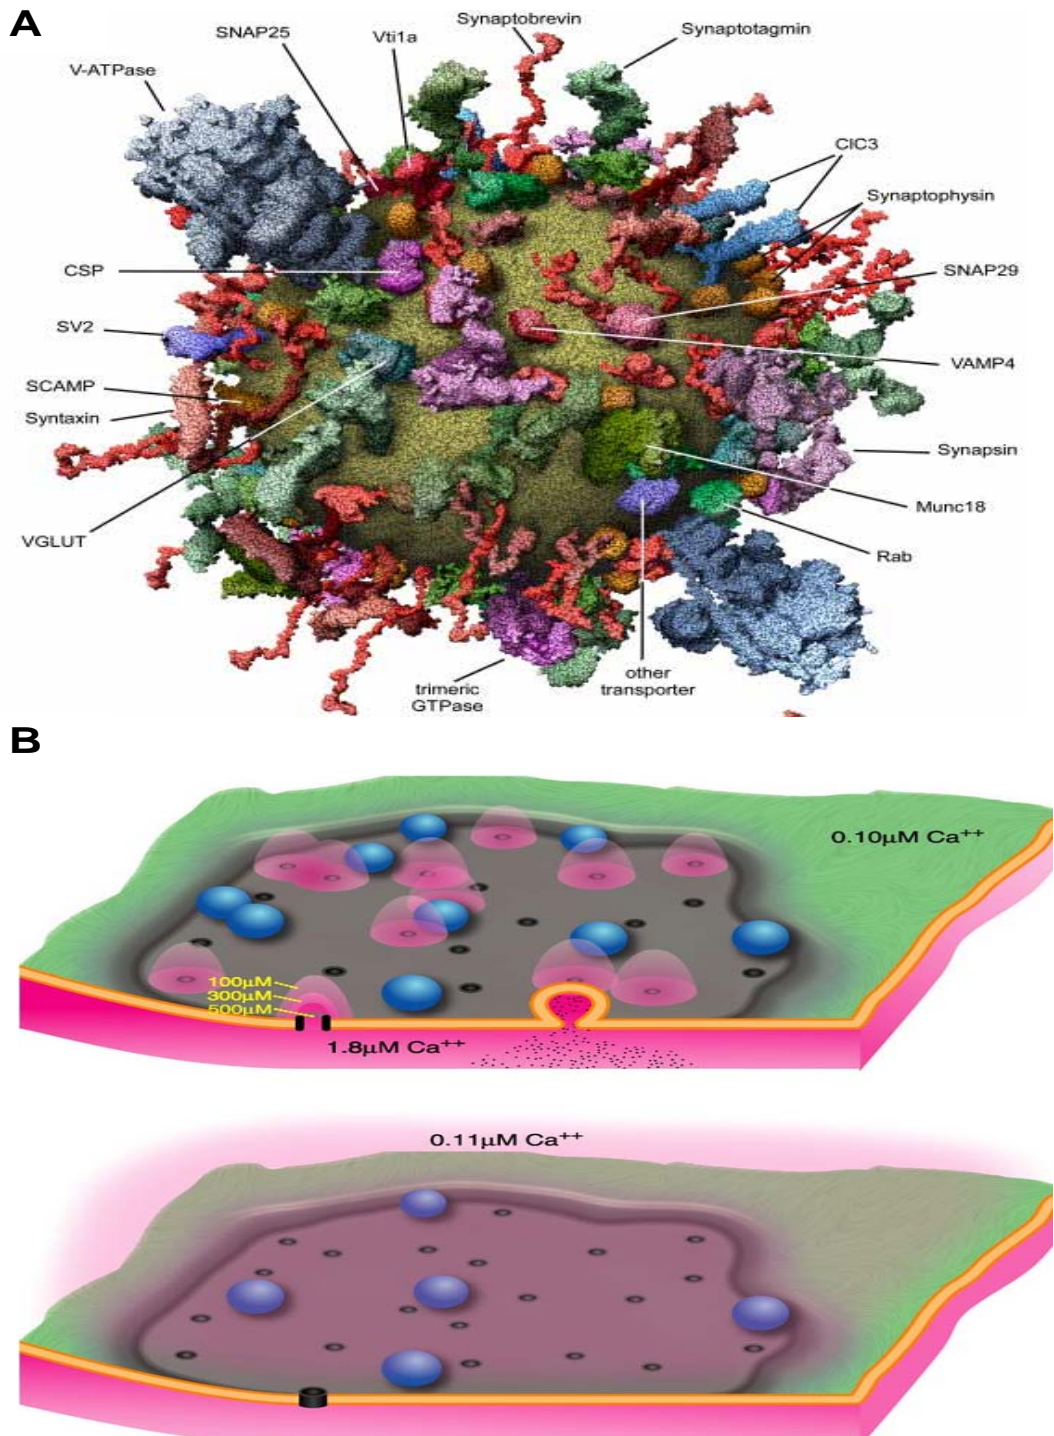 A
Synaptobrevin
SNAP25
Vti1a
Synaptotagmin
V-ATPase
ClC3
Synaptophysin
CSP
SNAP29
SV2
VAMP4
SCAMP
Syntaxin
Synapsin
Munc18
VGLUT
Rab
other
transporter
trimeric
GTPase
B
0.10µM Ca++
100µM
300µM
500µM
1.8µM Ca++
0.11µM Ca++